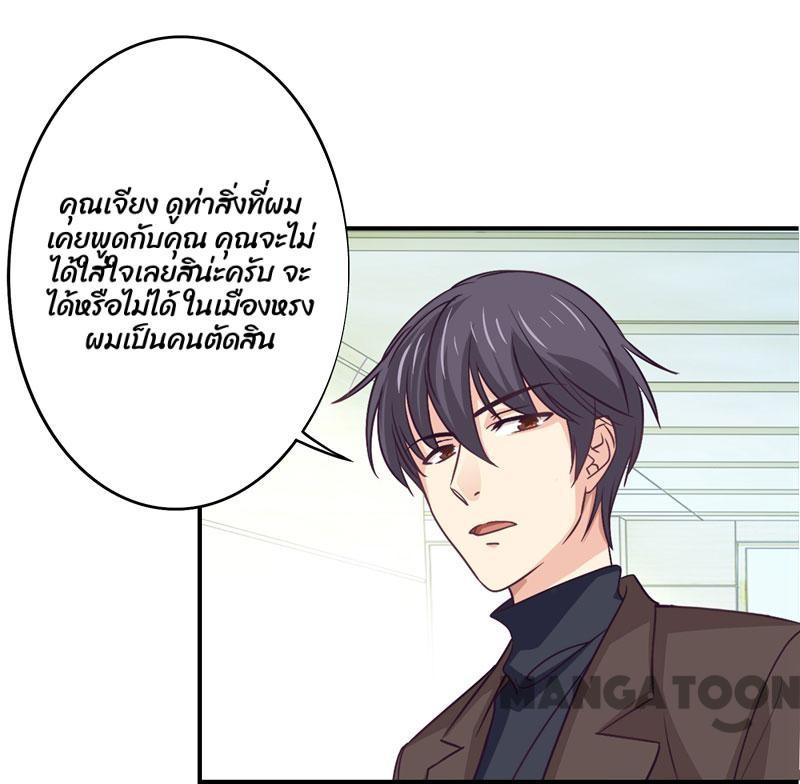 คุณเจียง ดูท่าสิ่งที่ผม
เคยพูดกับคุณ คุณจะไม่
ได้ใส่ใจเลยสิน่ะครับ จะ
ได้หรือไม่ได้ ในเมืองหรง
ผมเป็นคนตัดสิน
MANGATOON